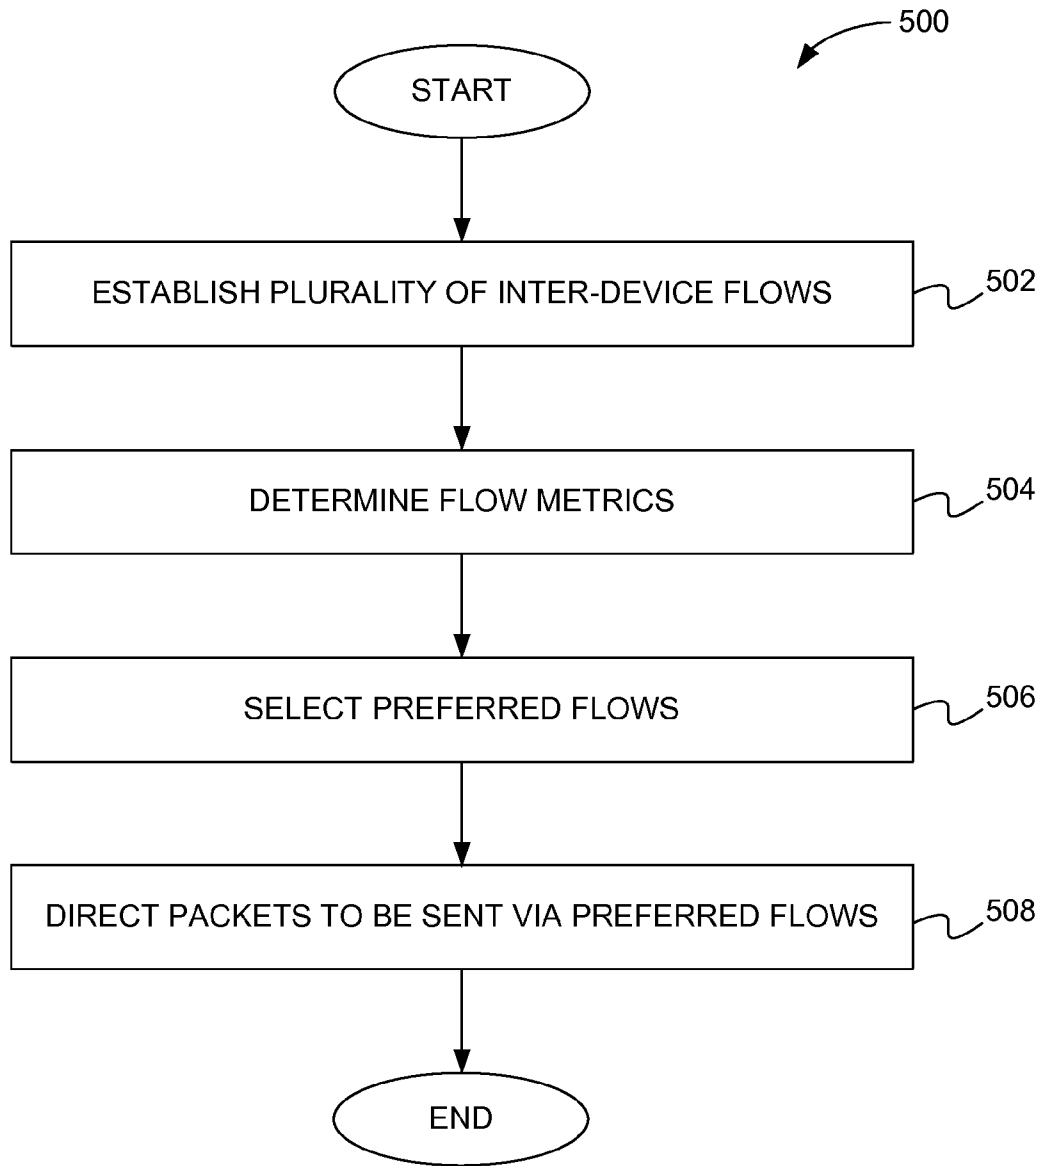 500
START
ESTABLISH PLURALITY OF INTER-DEVICE FLOWS
502
DETERMINE FLOW METRICS
504
SELECT PREFERRED FLOWS
506
DIRECT PACKETS TO BE SENT VIA PREFERRED FLOWS
508
END